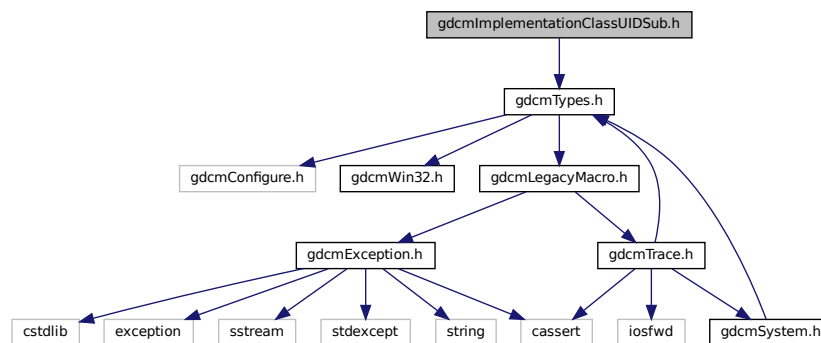 gdcmImplementationClassUIDSub.h
gdcmTypes.h
gdcmConfigure.h
gdcmWin32.h
gdcmLegacyMacro.h
gdcmException.h
gdcmTrace.h
cstdlib
exception
sstream
stdexcept
string
cassert
iosfwd
gdcmSystem.h